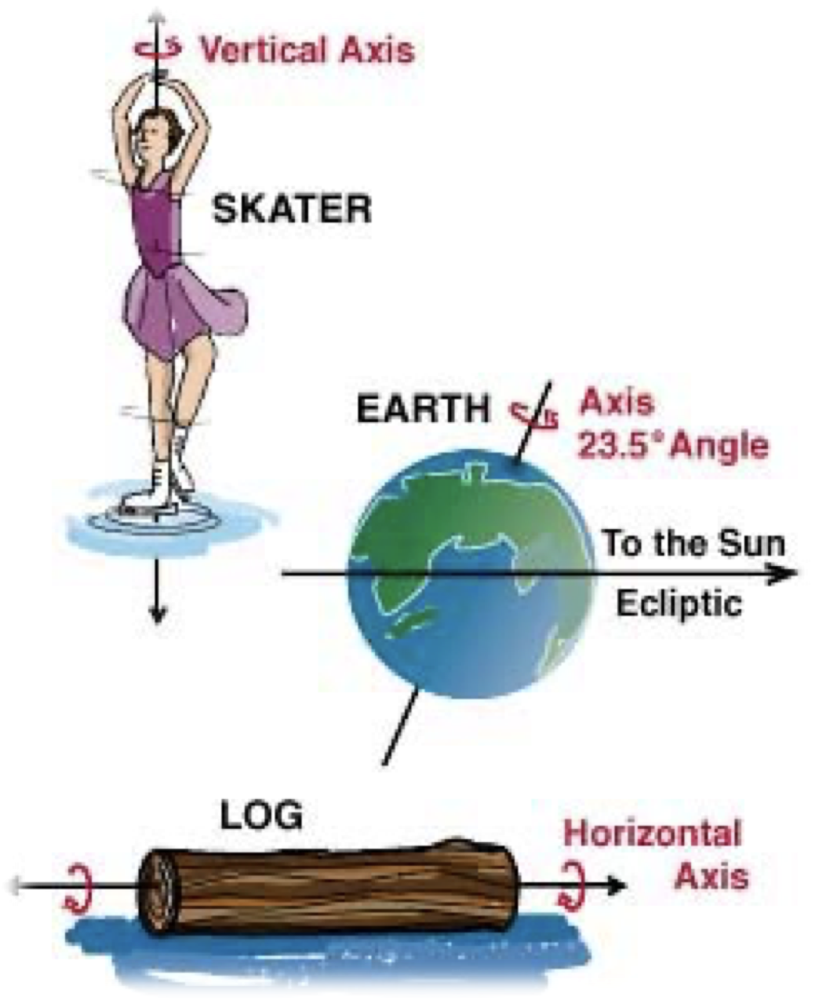 Vertical Axis
SKATER
EARTH
Axis
23.5° Angle
To the Sun
Ecliptic
LOG
Horizontal
Axis